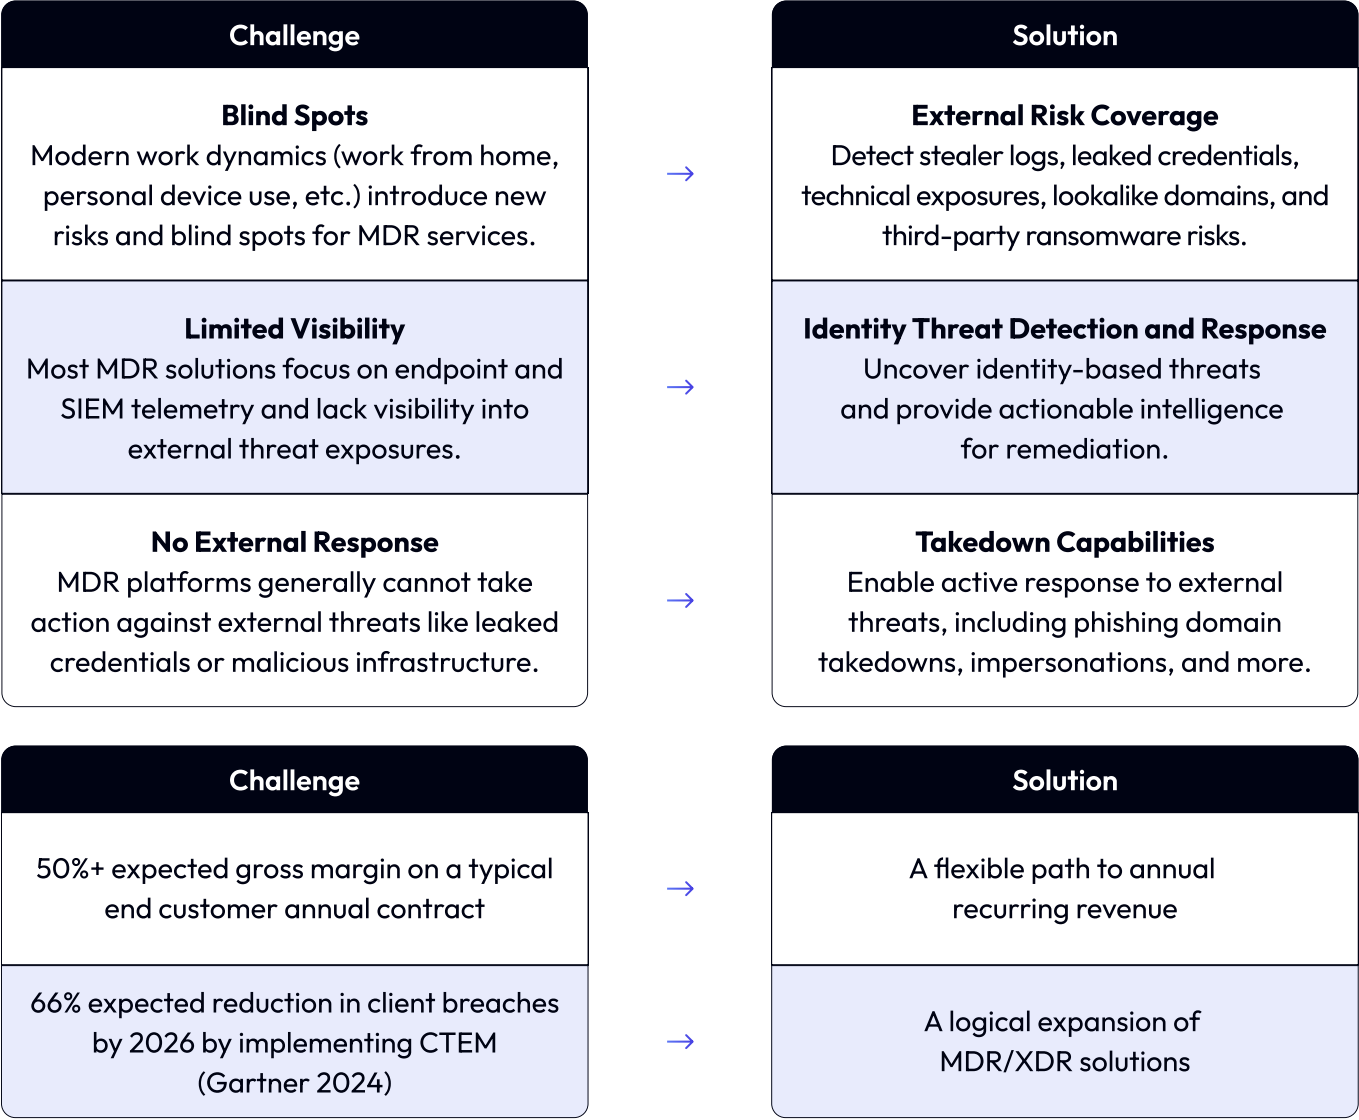 Challenge
Solution
Blind Spots
Modern work dynamics (work from home,
personal device use, etc.) introduce new
risks and blind spots for MDR services.
→
External Risk Coverage
Detect stealer logs, leaked credentials,
technical exposures, lookalike domains, and
third-party ransomware risks.
Limited Visibility
Most MDR solutions focus on endpoint and
SIEM telemetry and lack visibility into
external threat exposures.
→
Identity Threat Detection and Response
Uncover identity-based threats
and provide actionable intelligence
for remediation.
No External Response
MDR platforms generally cannot take
action against external threats like leaked
credentials or malicious infrastructure.
→
Takedown Capabilities
Enable active response to external
threats, including phishing domain
takedowns, impersonations, and more.
Challenge
Solution
50%+ expected gross margin on a typical
end customer annual contract
→
A flexible path to annual
recurring revenue
66% expected reduction in client breaches
by 2026 by implementing CTEM
(Gartner 2024)
→
A logical expansion of
MDR/XDR solutions